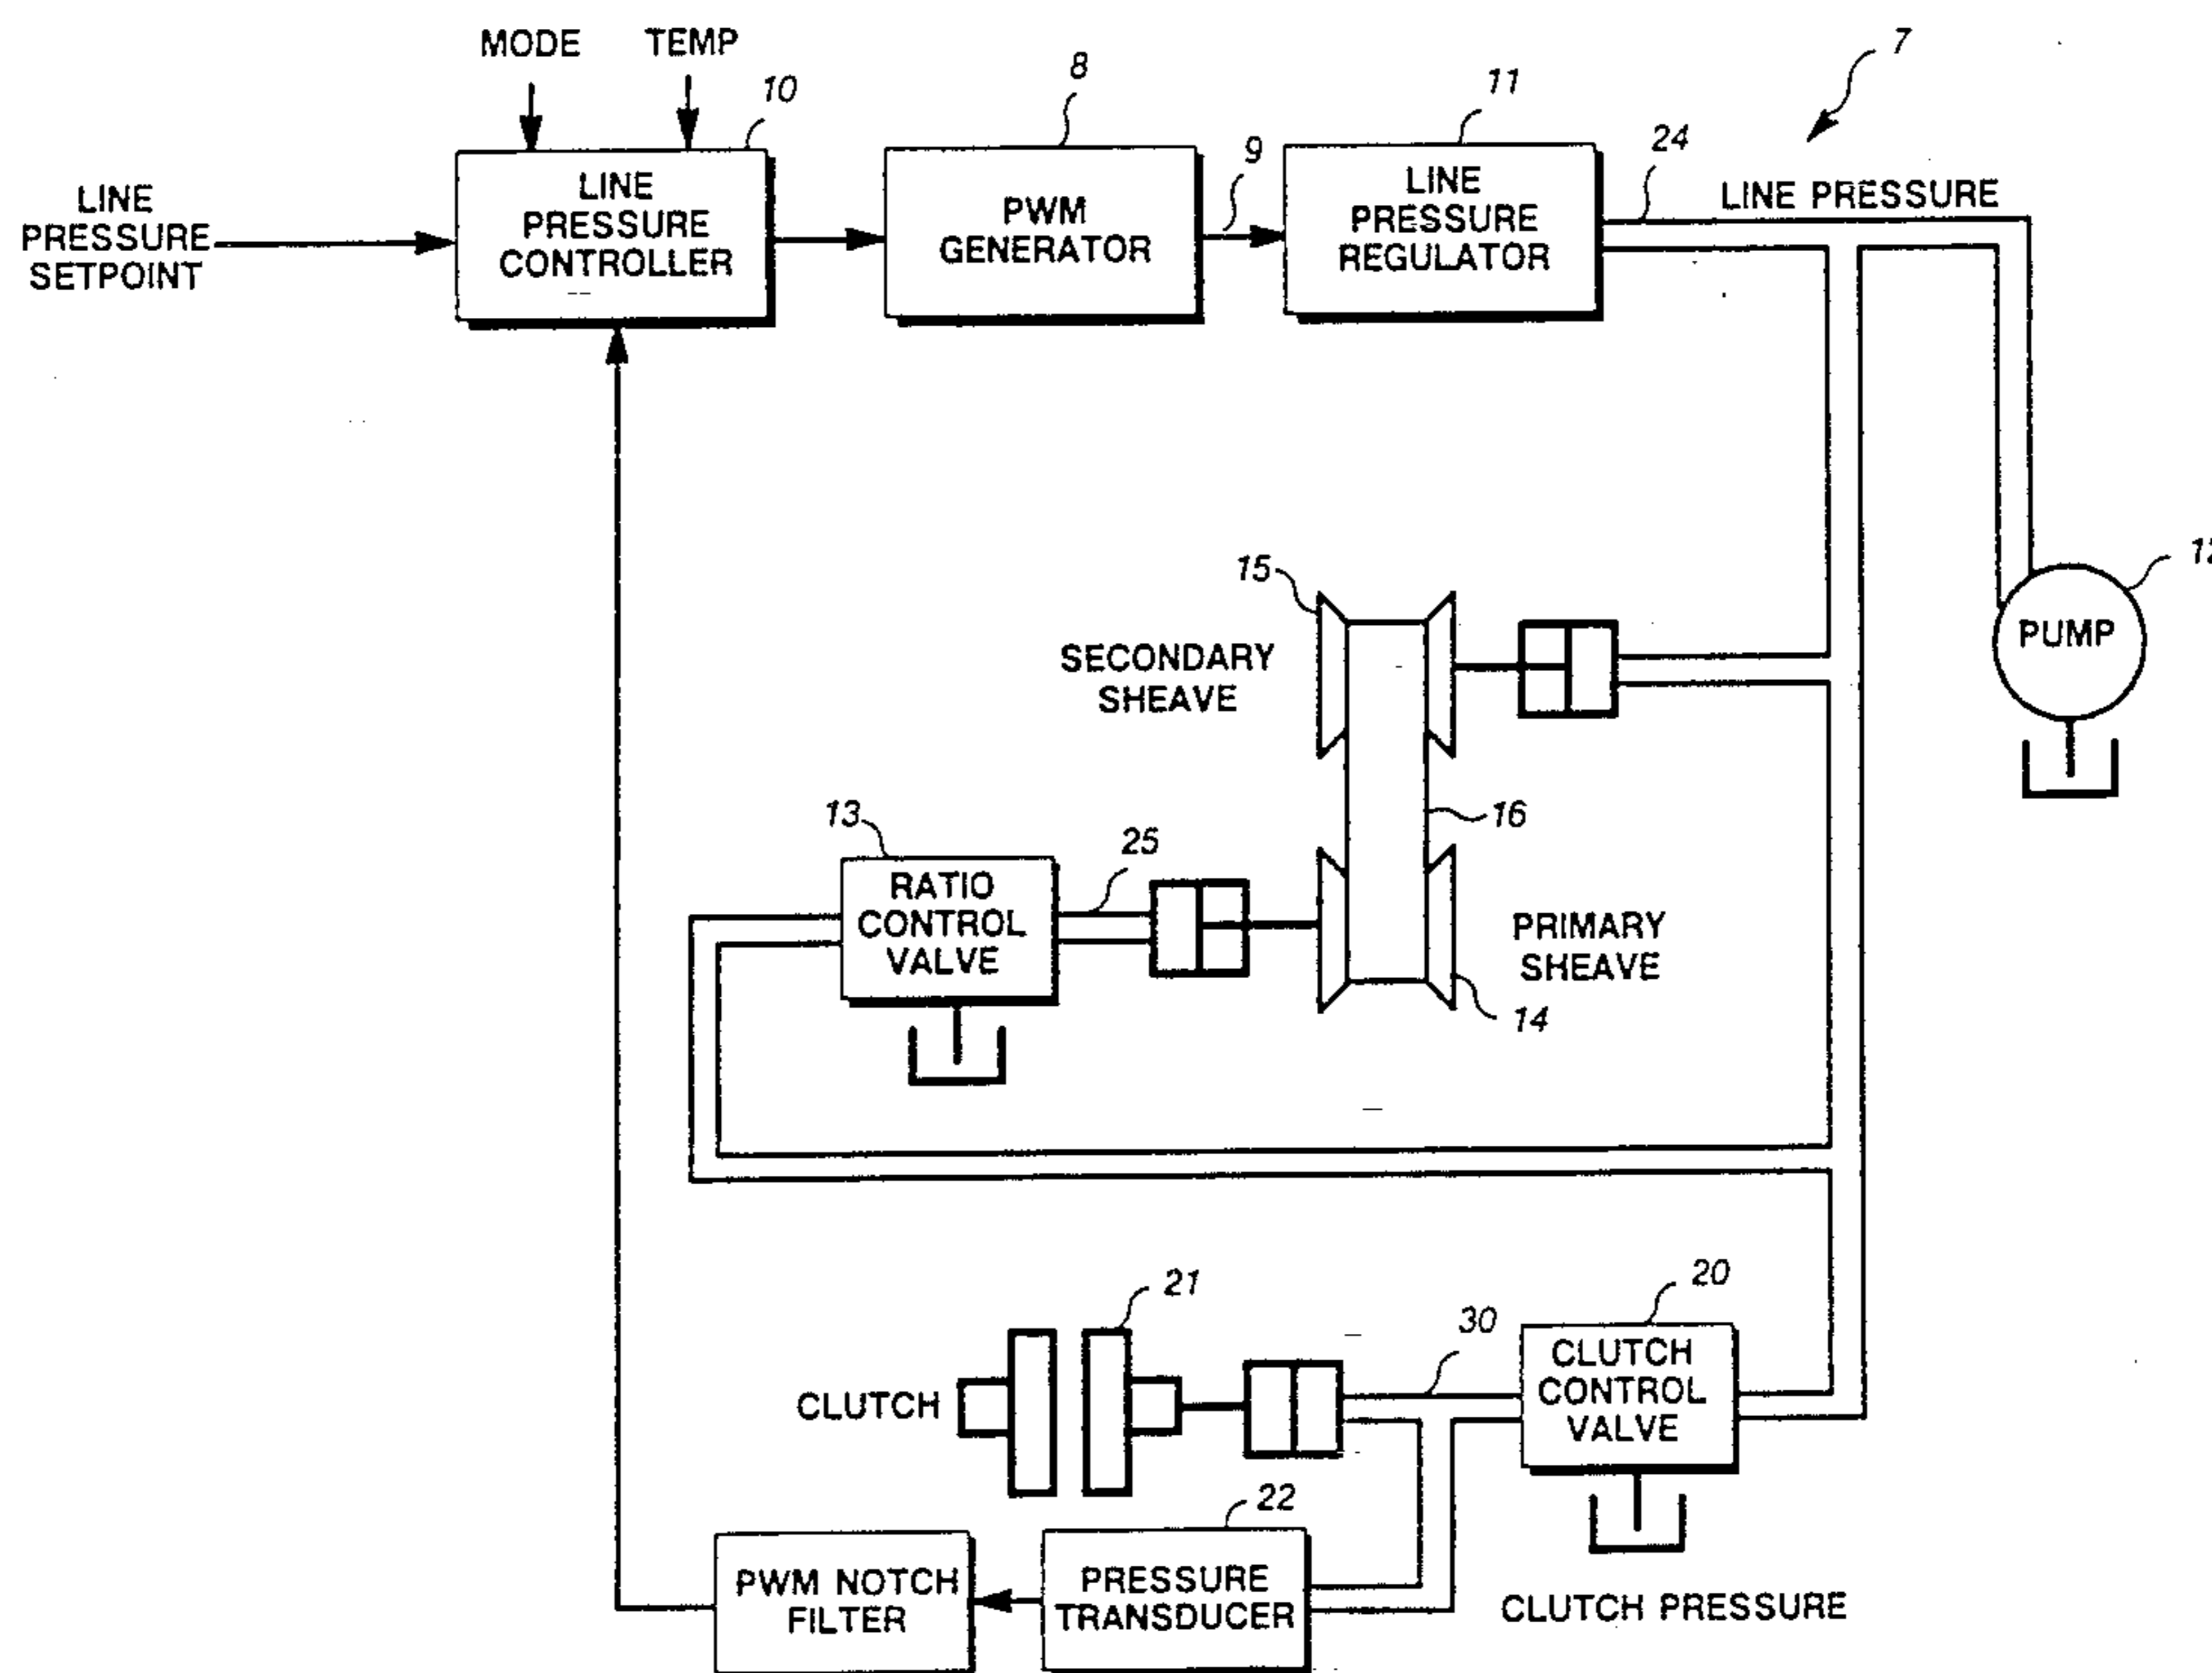 MODE
TEMP
10
8
11
7
9
24
LINE
PRESSURE
SETPOINT
LINE
PRESSURE
CONTROLLER
PWM
GENERATOR
LINE
PRESSURE
REGULATOR
LINE PRESSURE
15
12
PUMP
SECONDARY
SHEAVE
16
13
25
RATIO
CONTROL
VALVE
PRIMARY
SHEAVE
14
21
30
20
CLUTCH
CLUTCH
CONTROL
VALVE
22
PWM NOTCH
FILTER
PRESSURE
TRANSDUCER
CLUTCH PRESSURE